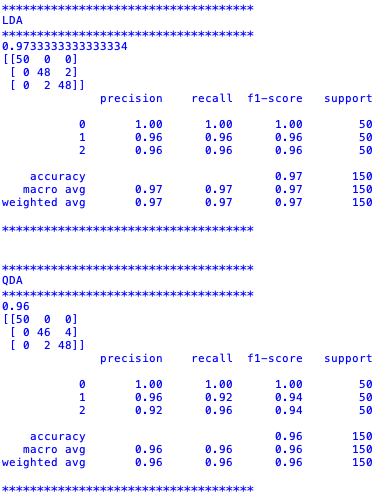 ************************************
LDA
************************************
0.9733333333333334
[[50  0  0]
 [ 0 48  2]
 [ 0  2 48]]
              precision    recall  f1-score   support
           0       1.00      1.00      1.00        50
           1       0.96      0.96      0.96        50
           2       0.96      0.96      0.96        50
    accuracy                           0.97       150
   macro avg       0.97      0.97      0.97       150
weighted avg       0.97      0.97      0.97       150
************************************
************************************
QDA
************************************
0.96
[[50  0  0]
 [ 0 46  4]
 [ 0  2 48]]
              precision    recall  f1-score   support
           0       1.00      1.00      1.00        50
           1       0.96      0.92      0.94        50
           2       0.92      0.96      0.94        50
    accuracy                           0.96       150
   macro avg       0.96      0.96      0.96       150
weighted avg       0.96      0.96      0.96       150
************************************